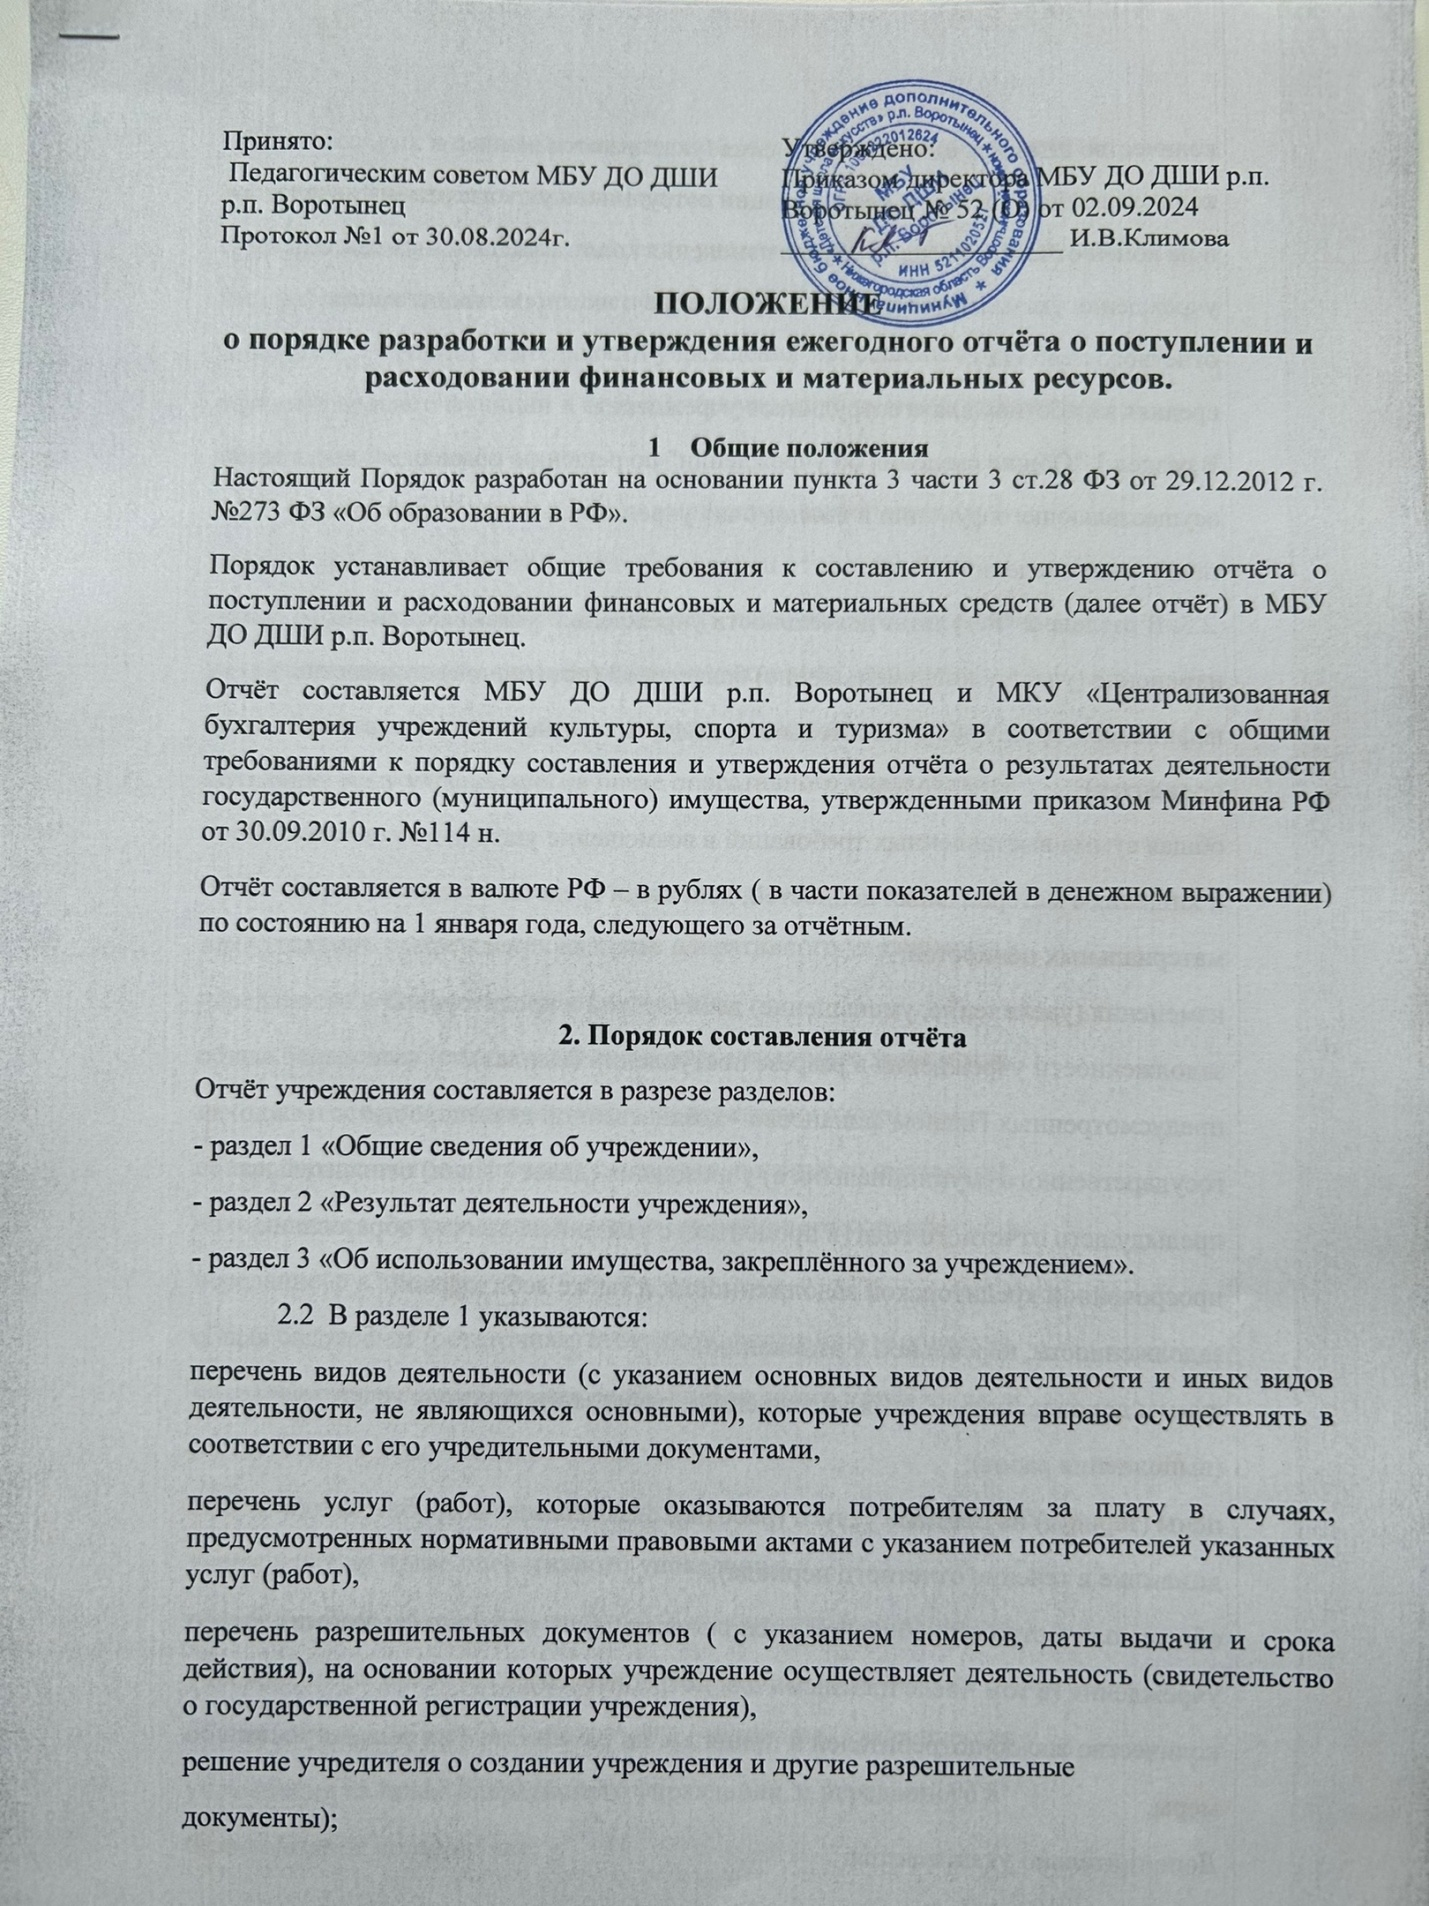 Принято:
Педагогическим советом МБУ ДО ДШИ
р.п. Воротынец
Протокол №1 от 30.08.2024г.
Утверждено:
Приказом директора МБУ ДО ДШИ р.п.
Воротынец № 52 (О) от 02.09.2024
И.В.Климова
МБУ
ДО ДШИ
р.п. Воротынец
ПОЛОЖЕНИЕ
о порядке разработки и утверждения ежегодного отчёта о поступлении и
расходовании финансовых и материальных ресурсов.
1 Общие положения
Настоящий Порядок разработан на основании пункта 3 части 3 ст.28 ФЗ от 29.12.2012 г.
№273 ФЗ «Об образовании в РФ».
Порядок устанавливает общие требования к составлению и утверждению отчёта о
поступлении и расходовании финансовых и материальных средств (далее отчёт) в МБУ
ДО ДШИ р.п. Воротынец.
Отчёт составляется МБУ ДО ДШИ р.п. Воротынец и МКУ «Централизованная
бухгалтерия учреждений культуры, спорта и туризма» в соответствии с общими
требованиями к порядку составления и утверждения отчёта о результатах деятельности
государственного (муниципального) имущества, утвержденными приказом Минфина РФ
от 30.09.2010 г. №114 н.
Отчёт составляется в валюте РФ – в рублях ( в части показателей в денежном выражении)
по состоянию на 1 января года, следующего за отчётным.
2. Порядок составления отчёта
Отчёт учреждения составляется в разрезе разделов:
- раздел 1 «Общие сведения об учреждении»,
- раздел 2 «Результат деятельности учреждения»,
- раздел 3 «Об использовании имущества, закреплённого за учреждением».
2.2 В разделе 1 указываются:
перечень видов деятельности (с указанием основных видов деятельности и иных видов
деятельности, не являющихся основными), которые учреждения вправе осуществлять в
соответствии с его учредительными документами,
перечень услуг (работ), которые оказываются потребителям за плату в случаях,
предусмотренных нормативными правовыми актами с указанием потребителей указанных
услуг (работ),
перечень разрешительных документов ( с указанием номеров, даты выдачи и срока
действия), на основании которых учреждение осуществляет деятельность (свидетельство
о государственной регистрации учреждения),
решение учредителя о создании учреждения и другие разрешительные
документы);